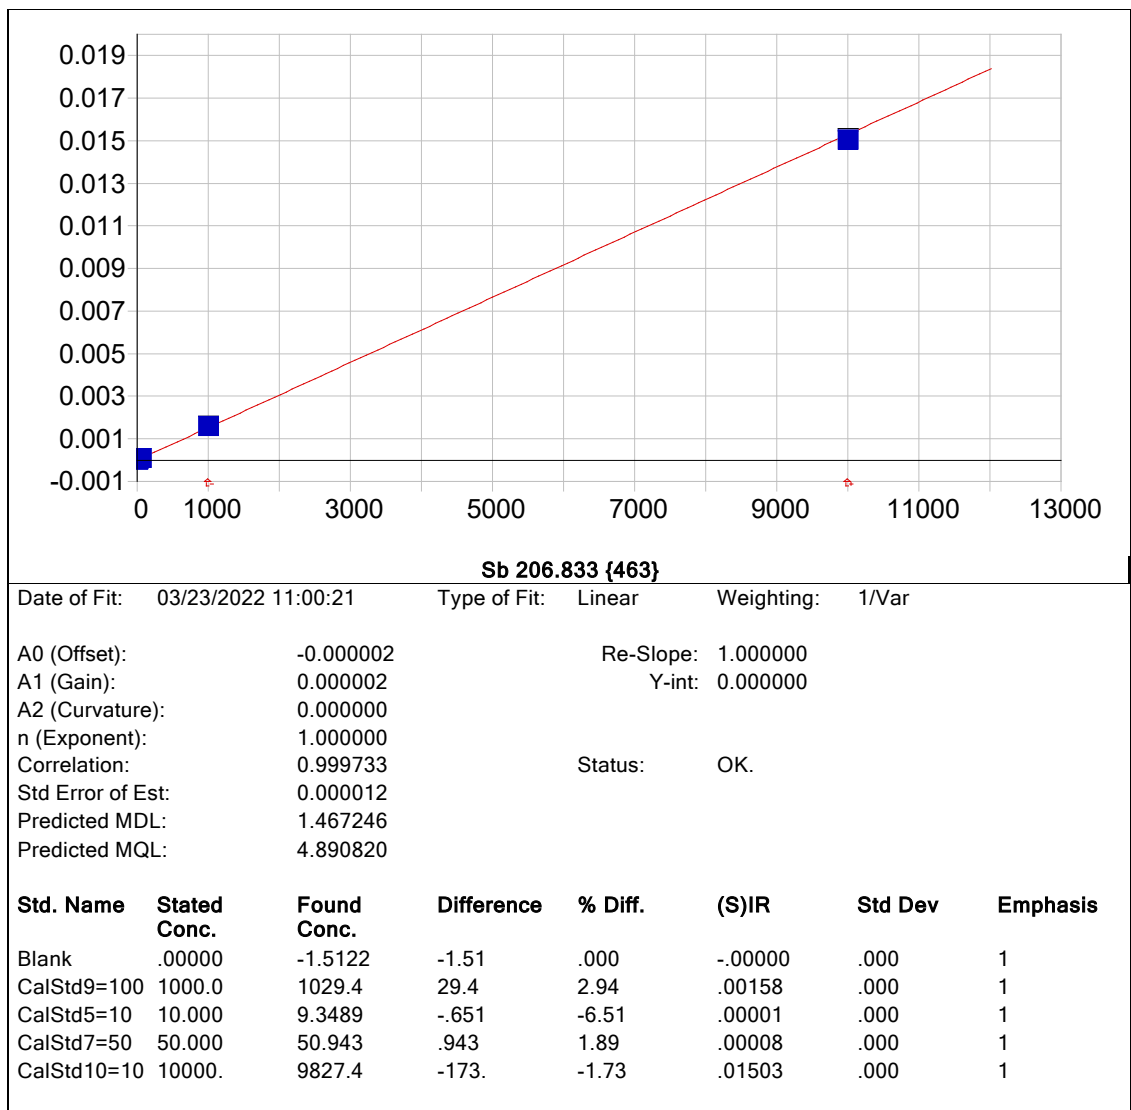 0.019
0.017
0.015
0.013
0.011
0.009
0.007
0.005
0.003
0.001
-0.001
0 1000 3000 5000 7000 9000 11000 13000
Sb 206.833 {463}
Date of Fit: 03/23/2022 11:00:21 Type of Fit: Linear Weighting: 1/Var
A0 (Offset): -0.000002 Re-Slope: 1.000000
A1 (Gain): 0.000002 Y-int: 0.000000
A2 (Curvature): 0.000000
n (Exponent): 1.000000
Correlation: 0.999733 Status: OK.
Std Error of Est: 0.000012
Predicted MDL: 1.467246
Predicted MQL: 4.890820
Std. Name Stated Found Difference % Diff. (S)IR Std Dev Emphasis
Conc. Conc.
Blank .00000 -1.5122 -1.51 .000 -.00000 .000 1
CalStd9=100 1000.0 1029.4 29.4 2.94 .00158 .000 1
CalStd5=10 10.000 9.3489 -.651 -6.51 .00001 .000 1
CalStd7=50 50.000 50.943 .943 1.89 .00008 .000 1
CalStd10=10 10000. 9827.4 -173. -1.73 .01503 .000 1